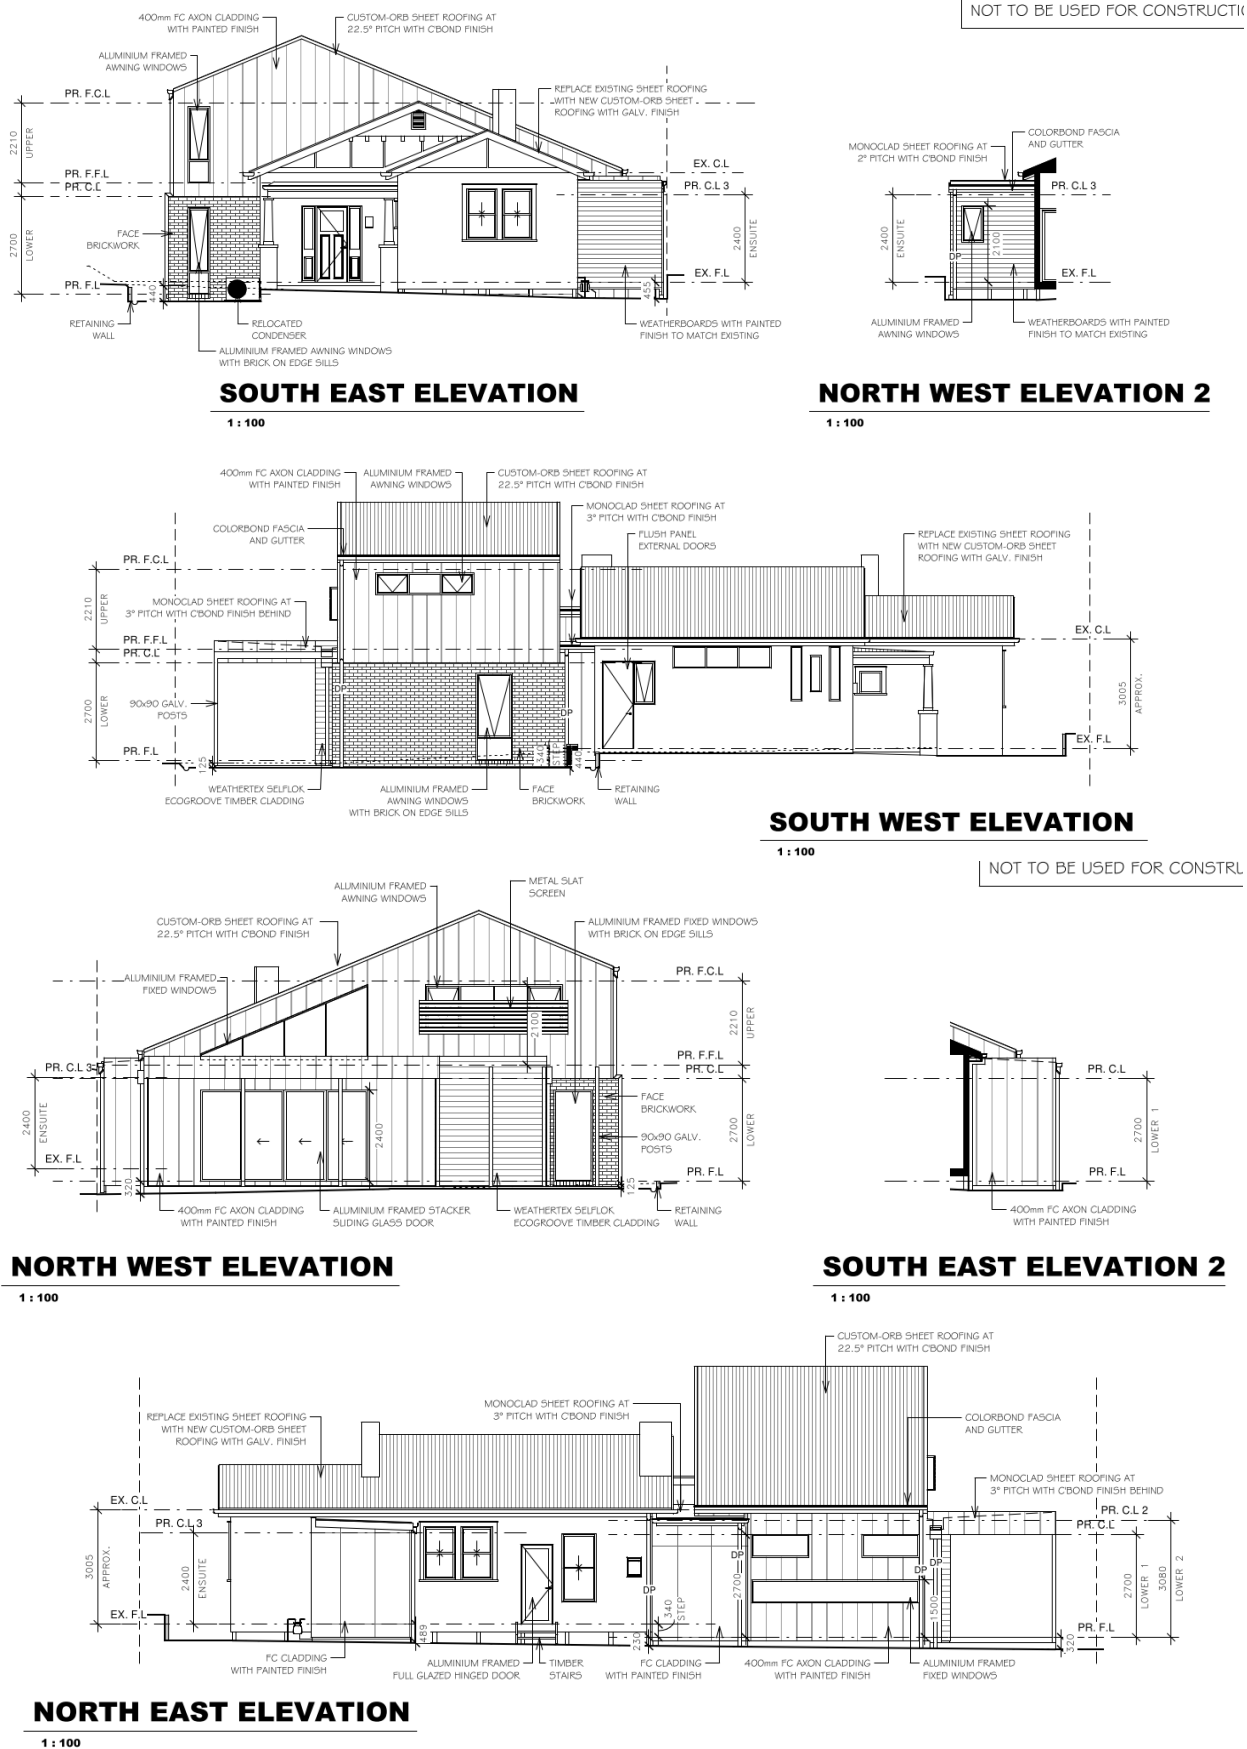 NOT TO BE USED FOR CONSTRUCTIO
400mm FC AXON CLADDING
WITH PAINTED FINISH
CUSTOM-ORB SHEET ROOFING AT
22.5° PITCH WITH C'BOND FINISH
ALUMINIUM FRAMED
AWNING WINDOWS
PR. F.C.L
REPLACE EXISTING SHEET ROOFING
WITH NEW CUSTOM-ORB SHEET
ROOFING WITH GALV. FINISH
2210
UPPER
PR. F.F.L
PR. C.L
EX. C.L
PR. C.L 3
2700
LOWER
FACE
BRICKWORK
2400
ENSUITE
PR. F.L
EX. F.L
440
455
RETAINING
WALL
RELOCATED
CONDENSER
WEATHERBOARDS WITH PAINTED
FINISH TO MATCH EXISTING
ALUMINIUM FRAMED AWNING WINDOWS
WITH BRICK ON EDGE SILLS
SOUTH EAST ELEVATION
1 : 100
COLORBOND FASCIA
AND GUTTER
MONOCLAD SHEET ROOFING AT
2° PITCH WITH C'BOND FINISH
PR. C.L 3
2400
ENSUITE
2100
DP
EX. F.L
ALUMINIUM FRAMED
AWNING WINDOWS
WEATHERBOARDS WITH PAINTED
FINISH TO MATCH EXISTING
NORTH WEST ELEVATION 2
1 : 100
400mm FC AXON CLADDING
WITH PAINTED FINISH
ALUMINIUM FRAMED
AWNING WINDOWS
CUSTOM-ORB SHEET ROOFING AT
22.5° PITCH WITH C'BOND FINISH
MONOCLAD SHEET ROOFING AT
3° PITCH WITH C'BOND FINISH
COLORBOND FASCIA
AND GUTTER
FLUSH PANEL
EXTERNAL DOORS
REPLACE EXISTING SHEET ROOFING
WITH NEW CUSTOM-ORB SHEET
ROOFING WITH GALV. FINISH
PR. F.C.L
2210
UPPER
MONOCLAD SHEET ROOFING AT
3° PITCH WITH C'BOND FINISH BEHIND
EX. C.L
PR. F.F.L
PR. C.L
2700
LOWER
DP
90x90 GALV.
POSTS
DP
3005
APPROX.
PR. F.L
EX. F.L
125
340
STEP
440
WEATHERTEX SELFLOK
ECOGROOVE TIMBER CLADDING
ALUMINIUM FRAMED
AWNING WINDOWS
WITH BRICK ON EDGE SILLS
FACE
BRICKWORK
RETAINING
WALL
SOUTH WEST ELEVATION
1 : 100
NOT TO BE USED FOR CONSTRU
ALUMINIUM FRAMED
AWNING WINDOWS
METAL SLAT
SCREEN
CUSTOM-ORB SHEET ROOFING AT
22.5° PITCH WITH C'BOND FINISH
ALUMINIUM FRAMED FIXED WINDOWS
WITH BRICK ON EDGE SILLS
ALUMINIUM FRAMED
FIXED WINDOWS
PR. F.C.L
2210
UPPER
2100
PR. F.F.L
PR. C.L
PR. C.L 3
2400
ENSUITE
2400
FACE
BRICKWORK
2700
LOWER
90x90 GALV.
POSTS
EX. F.L
PR. F.L
320
125
400mm FC AXON CLADDING
WITH PAINTED FINISH
ALUMINIUM FRAMED STACKER
SLIDING GLASS DOOR
WEATHERTEX SELFLOK
ECOGROOVE TIMBER CLADDING
RETAINING
WALL
NORTH WEST ELEVATION
1 : 100
PR. C.L
2700
LOWER 1
PR. F.L
400mm FC AXON CLADDING
WITH PAINTED FINISH
SOUTH EAST ELEVATION 2
1 : 100
CUSTOM-ORB SHEET ROOFING AT
22.5° PITCH WITH C'BOND FINISH
MONOCLAD SHEET ROOFING AT
3° PITCH WITH C'BOND FINISH
REPLACE EXISTING SHEET ROOFING
WITH NEW CUSTOM-ORB SHEET
ROOFING WITH GALV. FINISH
COLORBOND FASCIA
AND GUTTER
MONOCLAD SHEET ROOFING AT
3° PITCH WITH C'BOND FINISH BEHIND
EX. C.L
PR. C.L 3
PR. C.L 2
PR. C.L
3005
APPROX.
2400
ENSUITE
DP
DP
DP
DP
2700
340
STEP
1500
2700
LOWER 1
3080
LOWER 2
EX. F.L
PR. F.L
489
230
320
FC CLADDING
WITH PAINTED FINISH
ALUMINIUM FRAMED
FULL GLAZED HINGED DOOR
TIMBER
STAIRS
FC CLADDING
WITH PAINTED FINISH
400mm FC AXON CLADDING
WITH PAINTED FINISH
ALUMINIUM FRAMED
FIXED WINDOWS
NORTH EAST ELEVATION
1 : 100